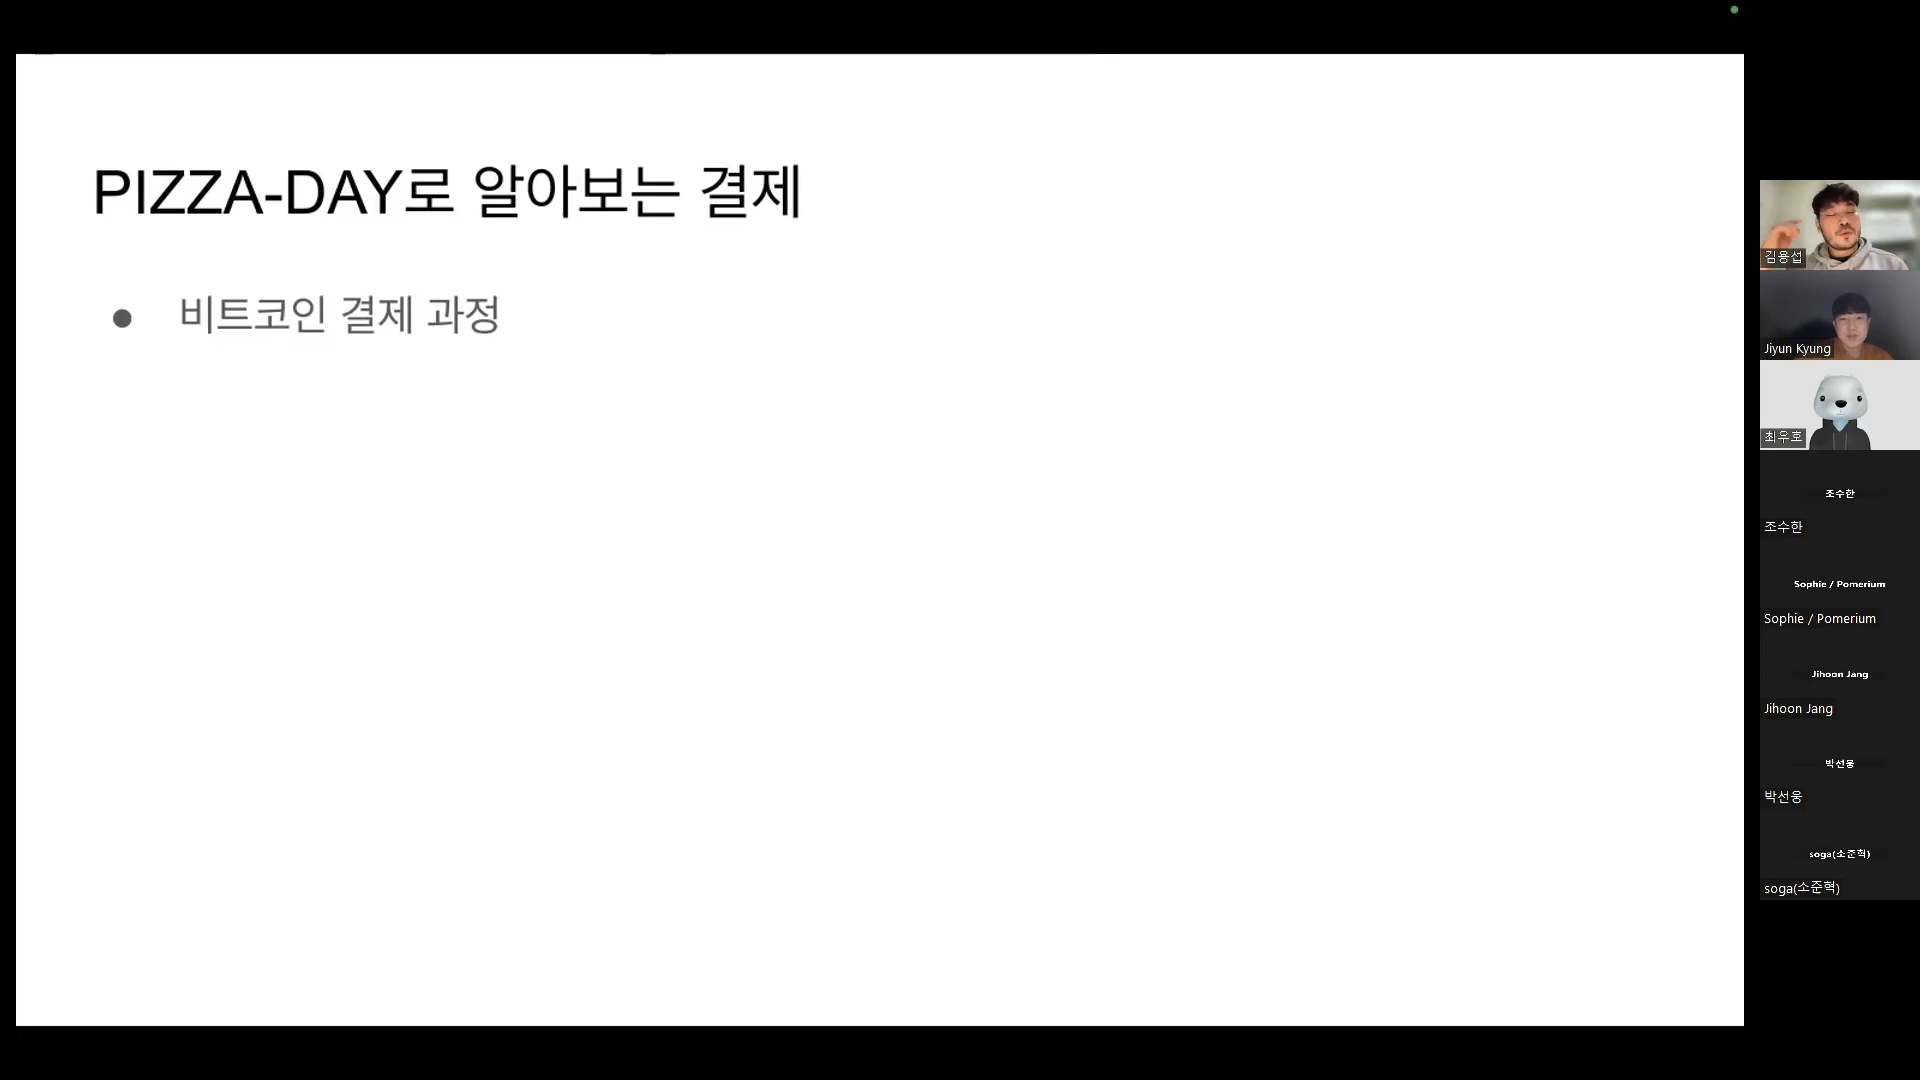 PIZZA-DAY로 알아보는 결제
● 비트코인 결제 과정
김용섭
Jiyun Kyung
최우호
조수한
조수한
Sophie / Pomerium
Sophie / Pomerium
Jihoon Jang
Jihoon Jang
박선웅
박선웅
soga(소준혁)
soga(소준혁)